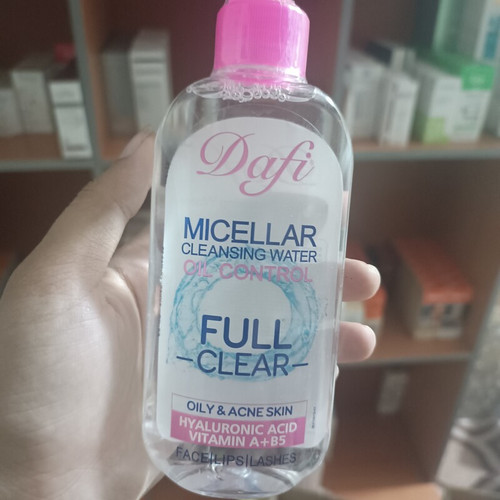 Dafi
MICELLAR
CLEANSING WATER
OIL CONTROL
FULL
-CLEAR-
OILY & ACNE SKIN
HYALURONIC ACID
VITAMIN A+B5
FACE|LIPS|LASHES